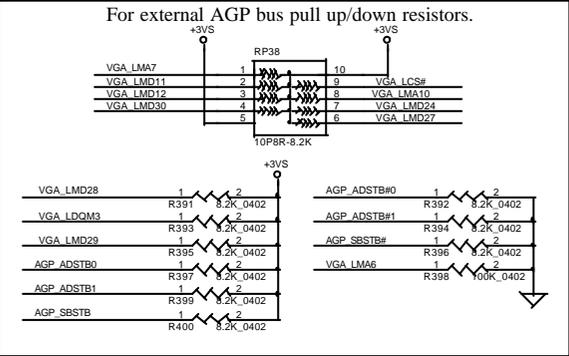 For external AGP bus pull up/down resistors.
+3VS +3VS
RP38
VGA_LMA7 1 10
VGA_LMD11 2 9 VGA_LCS#
VGA_LMD12 3 8 VGA_LMA10
VGA_LMD30 4 7 VGA_LMD24
5 6 VGA_LMD27
10P8R-8.2K
+3VS
VGA_LMD28 1 2 AGP_ADSTB#0 1 2
R391 8.2K_0402 R392 8.2K_0402
VGA_LDQM3 1 2 AGP_ADSTB#1 1 2
R393 8.2K_0402 R394 8.2K_0402
VGA_LMD29 1 2 AGP_SBSTB# 1 2
R395 8.2K_0402 R396 8.2K_0402
AGP_ADSTB0 1 2 VGA_LMA6 1 2
R397 8.2K_0402 R398 100K_0402
AGP_ADSTB1 1 2
R399 8.2K_0402
AGP_SBSTB 1 2
R400 8.2K_0402